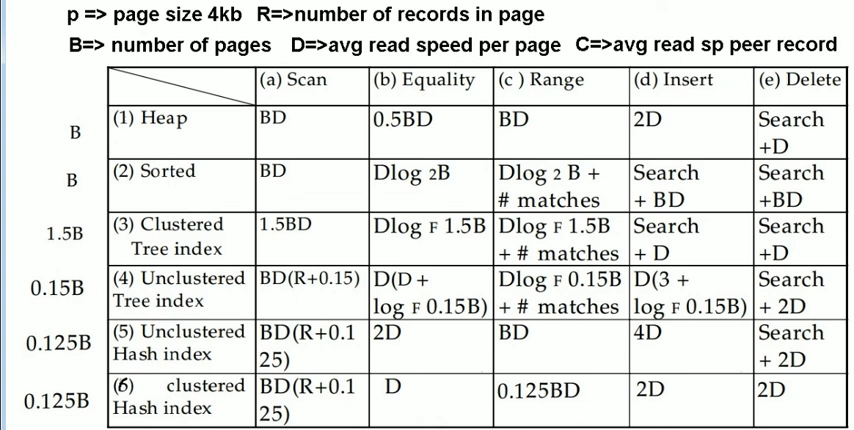 p => page size 4kb R=>number of records in page
B=> number of pages D=>avg read speed per page C=>avg read sp peer record
(a) Scan (b) Equality (c ) Range (d) Insert (e) Delete
B (1) Heap BD 0.5BD BD 2D Search
+D
B (2) Sorted BD Dlog 2B Dlog 2 B + Search Search
# matches + BD +BD
1.5B (3) Clustered 1.5BD Dlog F 1.5B Dlog F 1.5B Search Search
Tree index + # matches + D +D
0.15B (4) Unclustered BD(R+0.15) D(D + Dlog F 0.15B D(3 + Search
Tree index log F 0.15B) + # matches log F 0.15B) + 2D
0.125B (5) Unclustered BD(R+0.1 2D BD 4D Search
Hash index 25) + 2D
0.125B (6) clustered BD(R+0.1 D 0.125BD 2D 2D
Hash index 25)